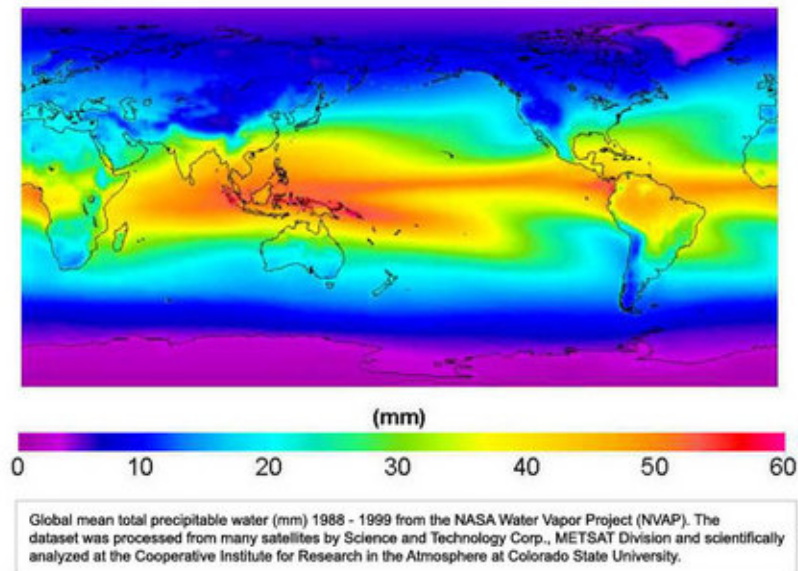 (mm)
0 10 20 30 40 50 60
Global mean total precipitable water (mm) 1988 - 1999 from the NASA Water Vapor Project (NVAP). The
dataset was processed from many satellites by Science and Technology Corp., METSAT Division and scientifically
analyzed at the Cooperative Institute for Research in the Atmosphere at Colorado State University.